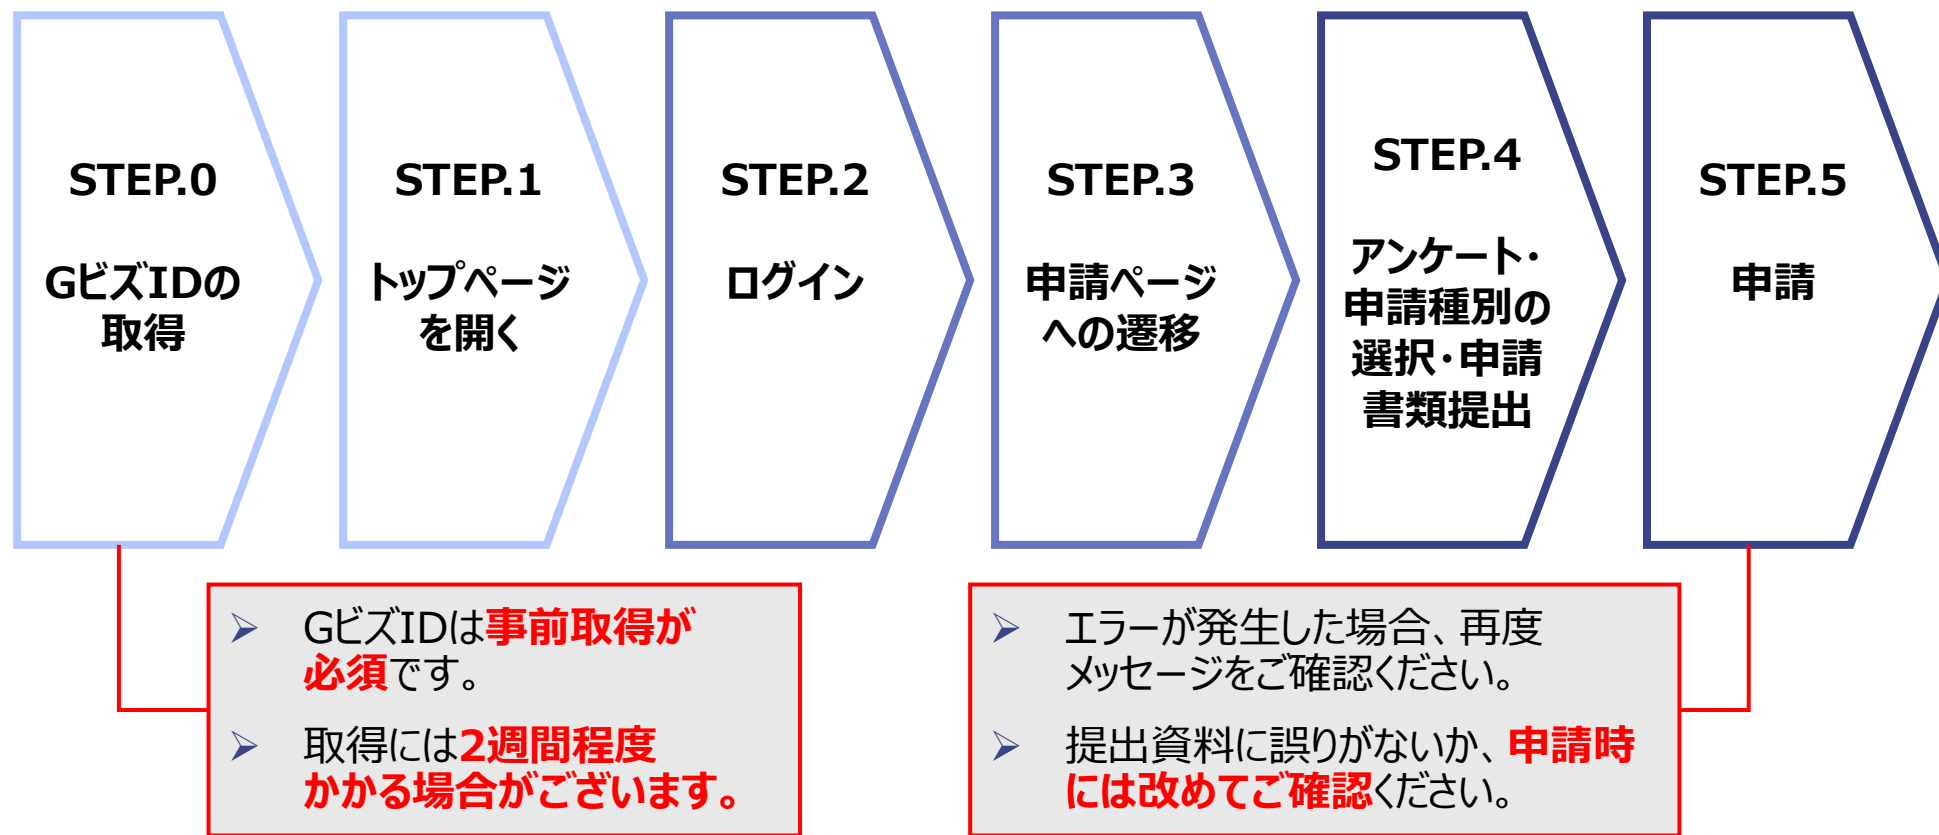 STEP.0
GビズIDの
取得
STEP.1
トップページ
を開く
STEP.2
ログイン
STEP.3
申請ページ
への遷移
STEP.4
アンケート・
申請種別の
選択・申請
書類提出
STEP.5
申請
➢ GビズIDは事前取得が
必須です。
➢ 取得には2週間程度
かかる場合がございます。
➢ エラーが発生した場合、再度
メッセージをご確認ください。
➢ 提出資料に誤りがないか、申請時
には改めてご確認ください。